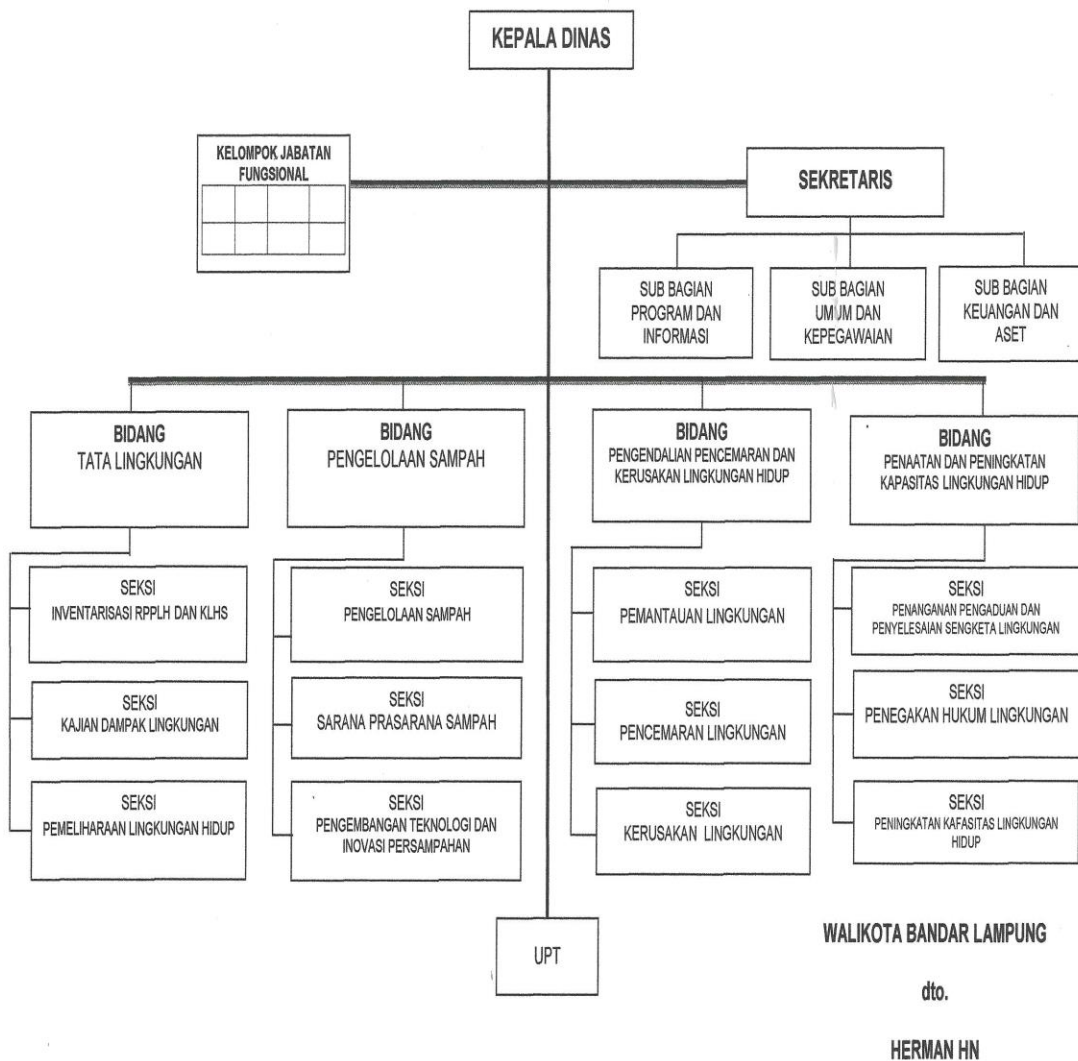 KEPALA DINAS
KELOMPOK JABATAN
FUNGSIONAL
SEKRETARIS
SUB BAGIAN
PROGRAM DAN
INFORMASI
SUB BAGIAN
UMUM DAN
KEPEGAWAIAN
SUB BAGIAN
KEUANGAN DAN
ASET
BIDANG
TATA LINGKUNGAN
BIDANG
PENGELOLAAN SAMPAH
BIDANG
PENGENDALIAN PENCEMARAN DAN
KERUSAKAN LINGKUNGAN HIDUP
BIDANG
PENAATAN DAN PENINGKATAN
KAPASITAS LINGKUNGAN HIDUP
SEKSI
INVENTARISASI RPPLH DAN KLHS
SEKSI
KAJIAN DAMPAK LINGKUNGAN
SEKSI
PEMELIHARAAN LINGKUNGAN HIDUP
SEKSI
PENGELOLAAN SAMPAH
SEKSI
SARANA PRASARANA SAMPAH
SEKSI
PENGEMBANGAN TEKNOLOGI DAN
INOVASI PERSAMPAHAN
SEKSI
PEMANTAUAN LINGKUNGAN
SEKSI
PENCEMARAN LINGKUNGAN
SEKSI
KERUSAKAN LINGKUNGAN
SEKSI
PENANGANAN PENGADUAN DAN
PENYELESAIAN SENGKETA LINGKUNGAN
SEKSI
PENEGAKAN HUKUM LINGKUNGAN
SEKSI
PENINGKATAN KAFASITAS LINGKUNGAN
HIDUP
UPT
WALIKOTA BANDAR LAMPUNG
dto.
HERMAN HN